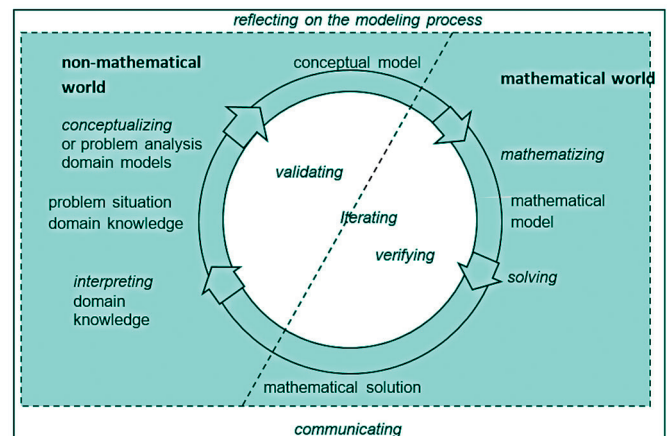 reflecting on the modeling process
non-mathematical
world
conceptual model
mathematical world
conceptualizing
or problem analysis
domain models
validating
mathematizing
problem situation
domain knowledge
Iterating
mathematical
model
verifying
interpreting
domain
knowledge
solving
mathematical solution
communicating